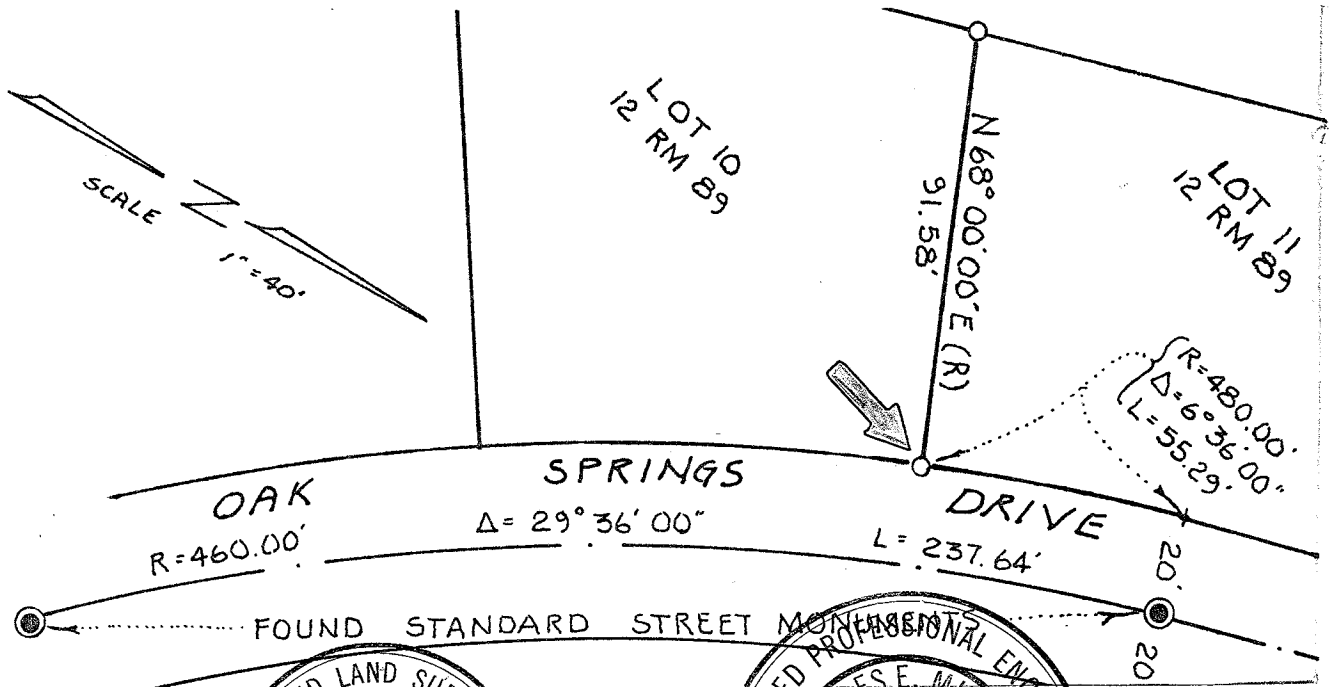 LOT 10
12 RM 89
N 68° 00' 00" E (R)
91.58'
LOT 11
12 RM 89
SCALE
1" = 40'
R=480.00'
Δ=6° 36' 00"
L=55.29'
OAK SPRINGS DRIVE
R=460.00'
Δ= 29° 36' 00"
L= 237.64'
20'
FOUND STANDARD STREET MONUMENTS
20
LAND
PROFESSIONAL
ES E.